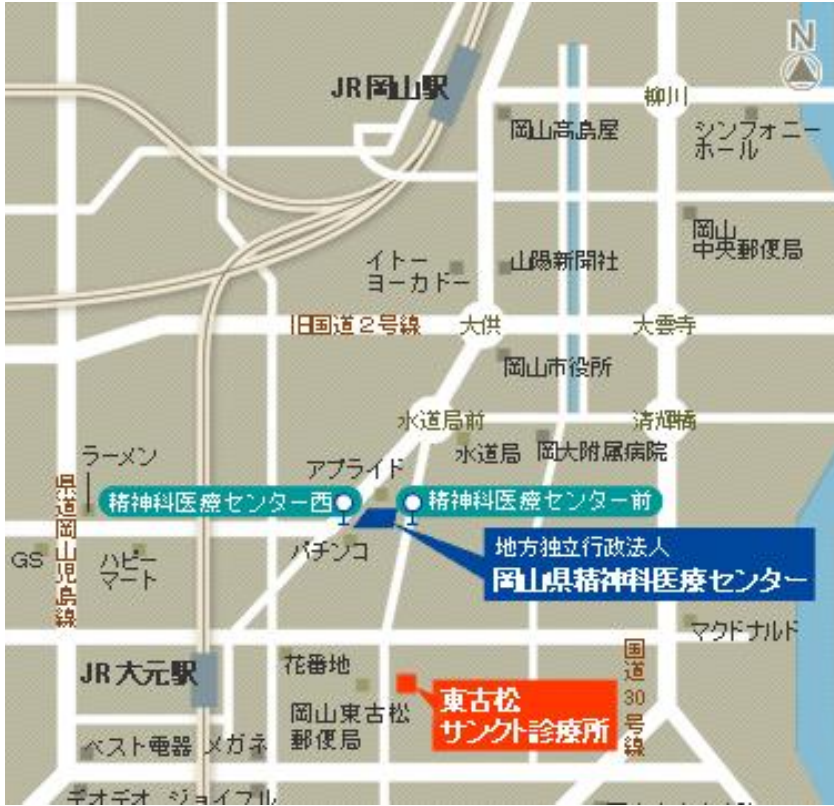 N
JR岡山駅
柳川
岡山高島屋
シンフォニー
ホール
岡山
中央郵便局
イトー
ヨーカドー
山陽新聞社
旧国道2号線
大供
大雲寺
岡山市役所
水道局前
清輝橋
ラーメン
アプライド
水道局
岡大附属病院
県道岡山児島線
精神科医療センター西
精神科医療センター前
GS
ハピー
マート
パチンコ
地方独立行政法人
岡山県精神科医療センター
マクドナルド
国道30号線
JR大元駅
花番地
岡山東古松
郵便局
東古松
サンクト診療所
ベスト電器
メガネ
デオデオ
ジョイフル